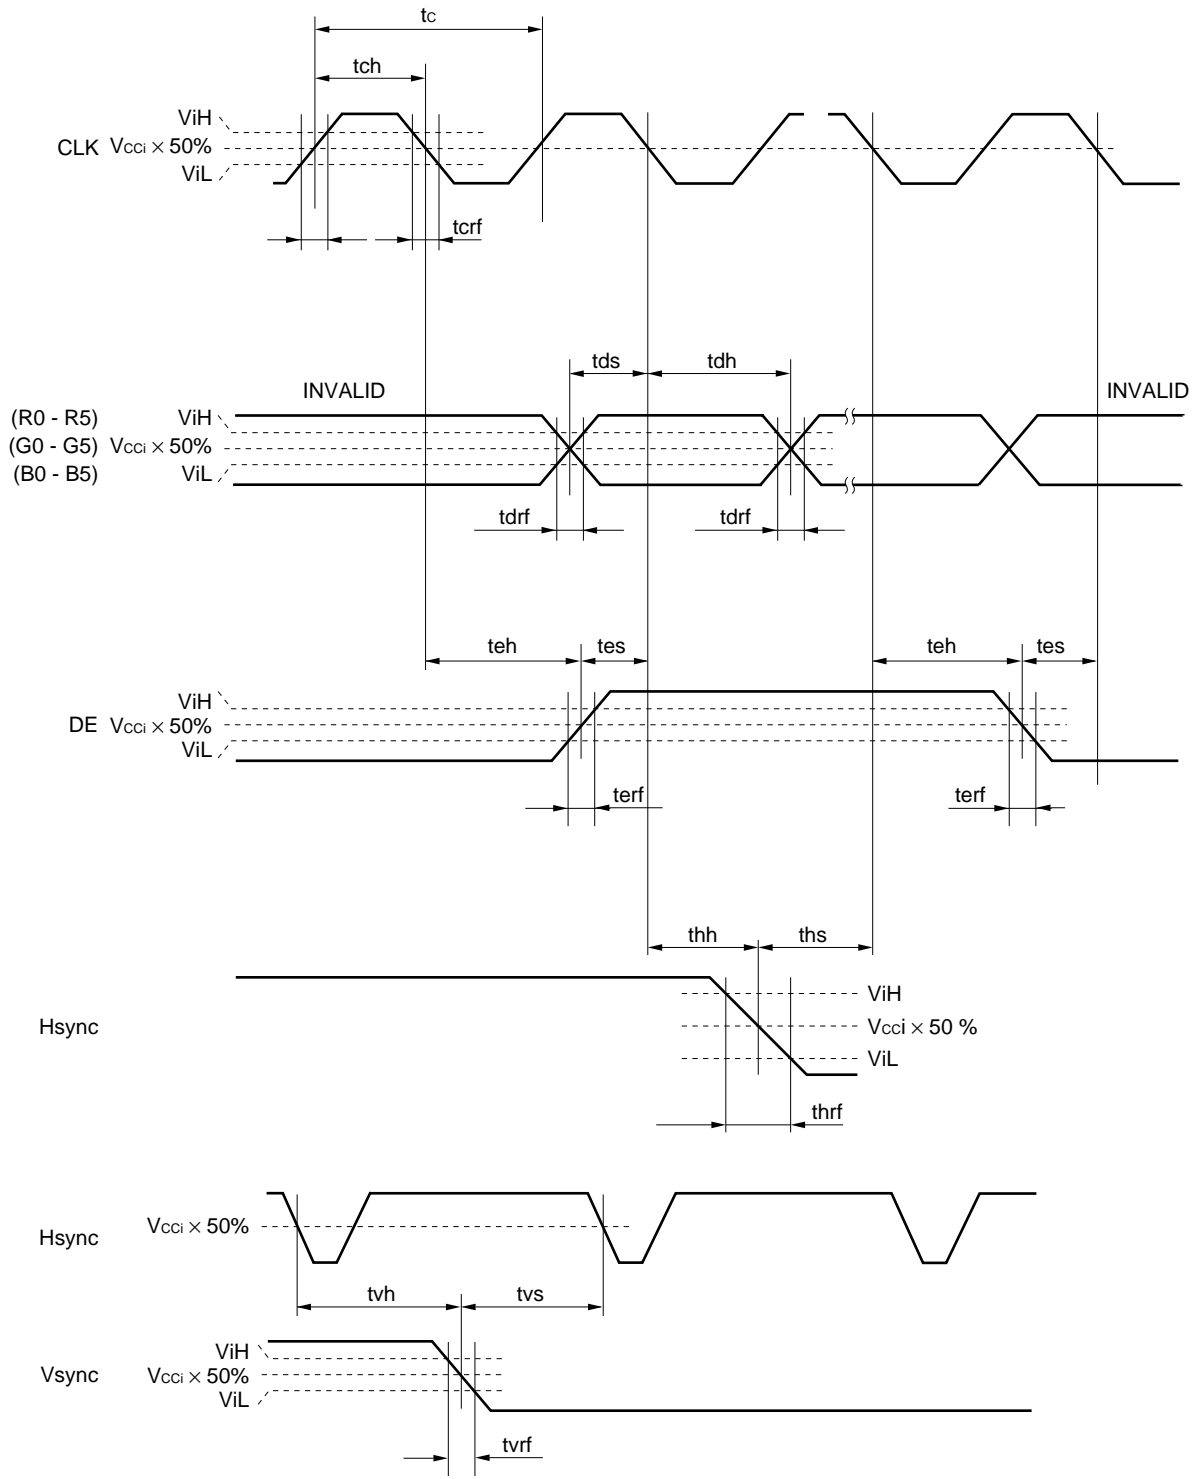 tc
tch
ViH
CLK Vcci × 50%
ViL
tcrf
tds tdh
INVALID INVALID
(R0 - R5) ViH
(G0 - G5) Vcci × 50%
(B0 - B5) ViL
tdrf tdrf
teh tes teh tes
ViH
DE Vcci × 50%
ViL
terf terf
thh ths
ViH
Hsync Vcci × 50 %
ViL
thrf
Vcci × 50%
Hsync
tvh tvs
ViH
Vsync Vcci × 50%
ViL
tvrf